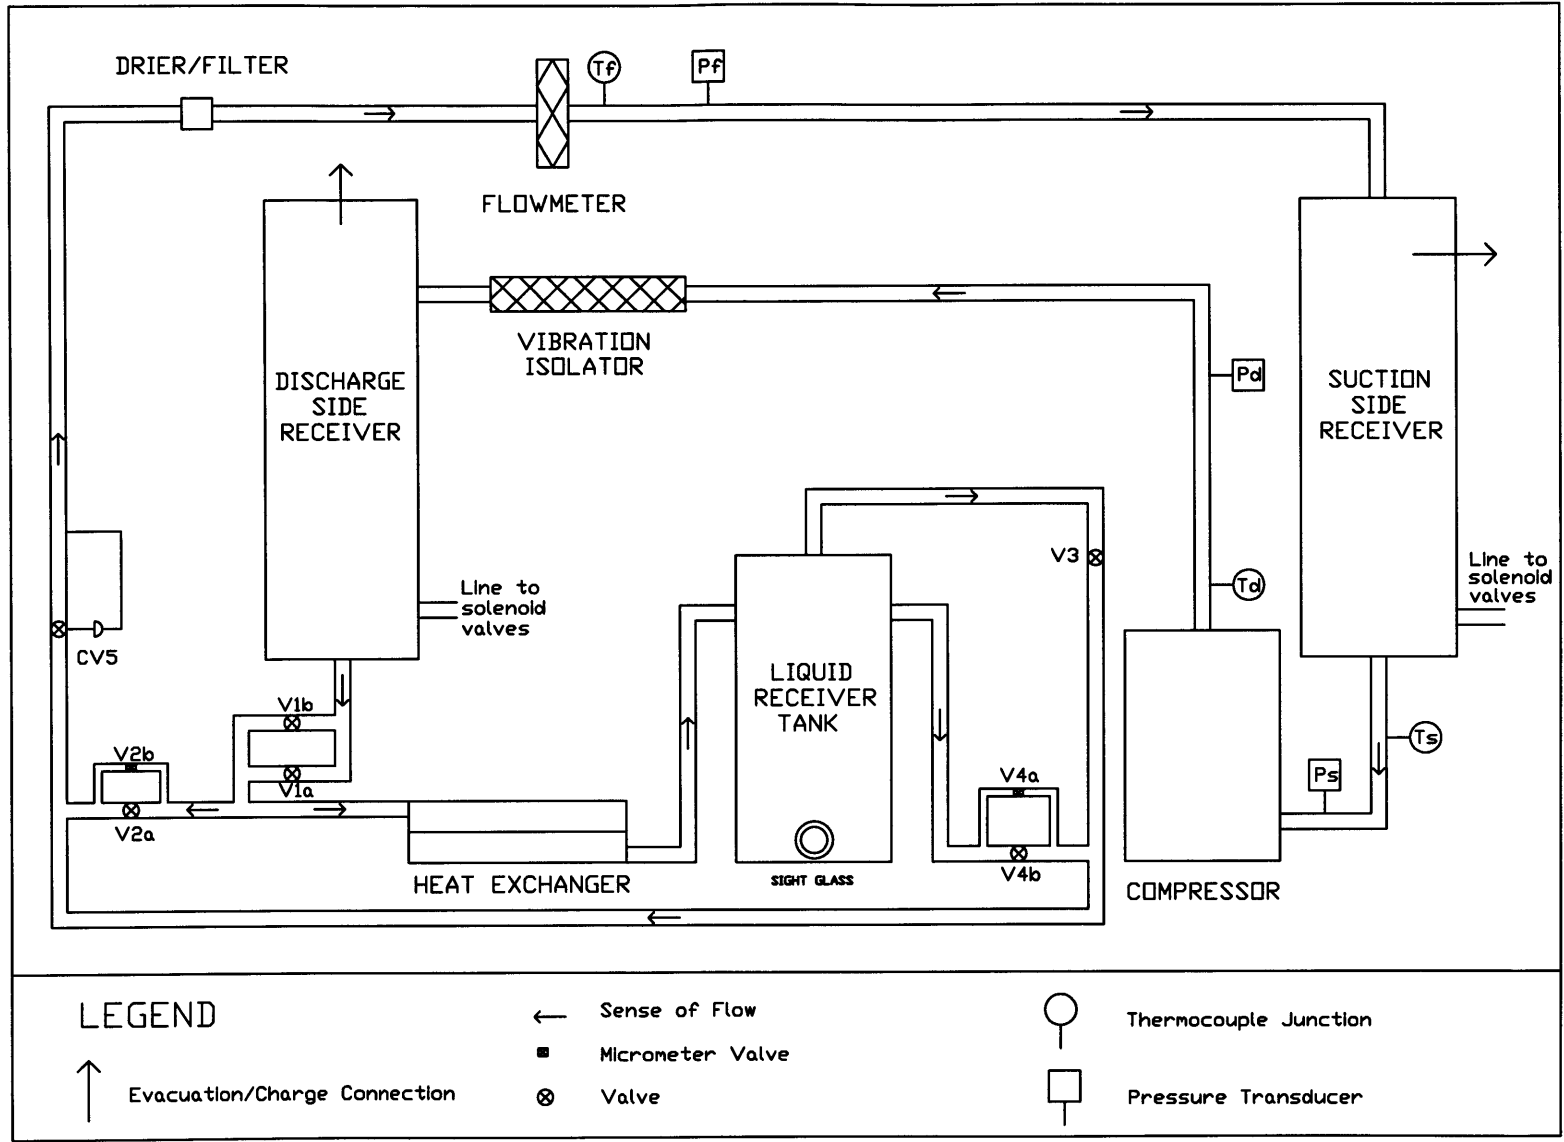 DRIER/FILTER
Tf
Pf
FLOWMETER
VIBRATION
ISOLATOR
DISCHARGE
SIDE
RECEIVER
Pd
SUCTION
SIDE
RECEIVER
V3
Td
Line to
solenoid
valves
Line to
solenoid
valves
CV5
LIQUID
RECEIVER
TANK
V1b
V1a
V2b
V2a
Ts
Ps
V4a
V4b
SIGHT GLASS
HEAT EXCHANGER
COMPRESSOR
LEGEND
Sense of Flow
Thermocouple Junction
Micrometer Valve
Evacuation/Charge Connection
Valve
Pressure Transducer